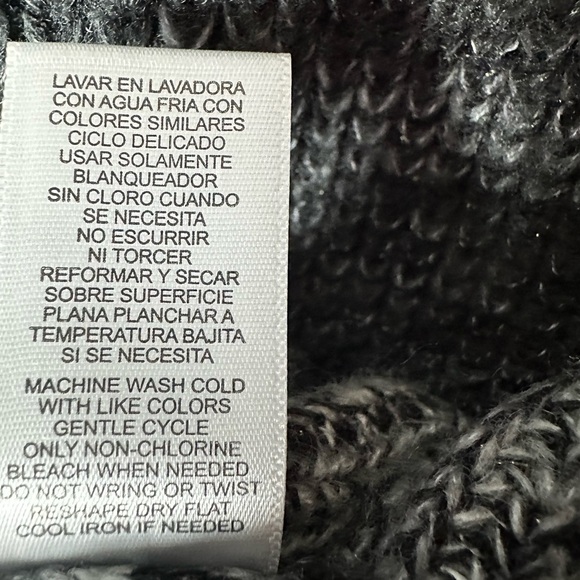 LAVAR EN LAVADORA
CON AGUA FRIA CON
COLORES SIMILARES
CICLO DELICADO
USAR SOLAMENTE
BLANQUEADOR
SIN CLORO CUANDO
SE NECESITA
NO ESCURRIR
NI TORCER
REFORMAR Y SECAR
SOBRE SUPERFICIE
PLANA PLANCHAR A
TEMPERATURA BAJITA
SI SE NECESITA
MACHINE WASH COLD
WITH LIKE COLORS
GENTLE CYCLE
ONLY NON-CHLORINE
BLEACH WHEN NEEDED
DO NOT WRING OR TWIST
RESHAPE DRY FLAT
COOL IRON IF NEEDED